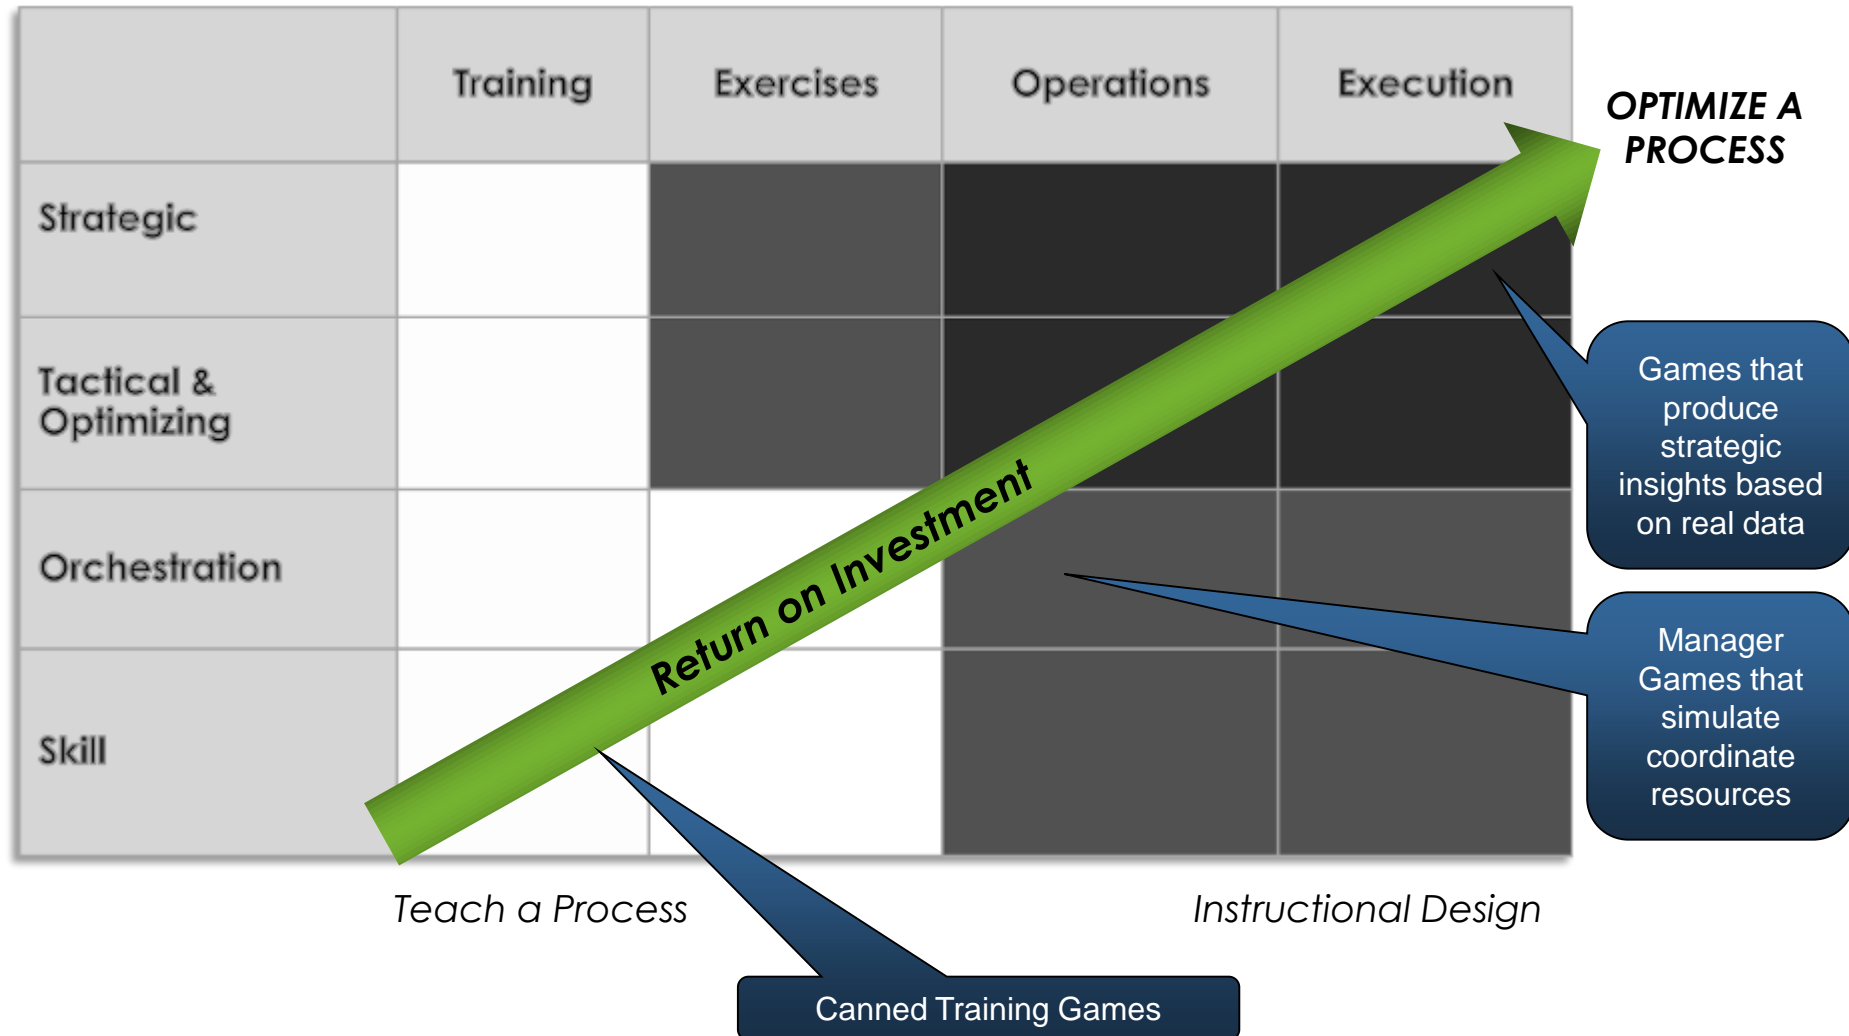 Training
Exercises
Operations
Execution
OPTIMIZE A
PROCESS
Strategic
Tactical &
Optimizing
Orchestration
Skill
Return on Investment
Games that
produce
strategic
insights based
on real data
Manager
Games that
simulate
coordinate
resources
Teach a Process
Instructional Design
Canned Training Games